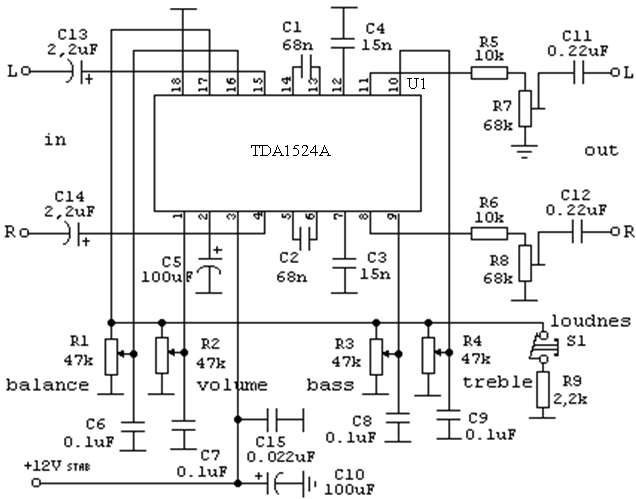 C13
2,2uF
C1
68n
C4
15n
C11
0.22uF
R5
10k
L
18 17 16 15 14 13 12 11 10
U1
L
R7
68k
in
TDA1524A
out
C14
2,2uF
R6
10k
C12
0.22uF
1 2 3 4 5 6 7 8 9
R
R
C5
100uF
C2
68n
C3
15n
R8
68k
loudnes
R1
47k
R2
47k
R3
47k
R4
47k
S1
balance
volume
bass
treble
R9
2,2k
C6
0.1uF
C7
0.1uF
C15
0.022uF
C8
0.1uF
C9
0.1uF
+12V STAB
C10
100uF